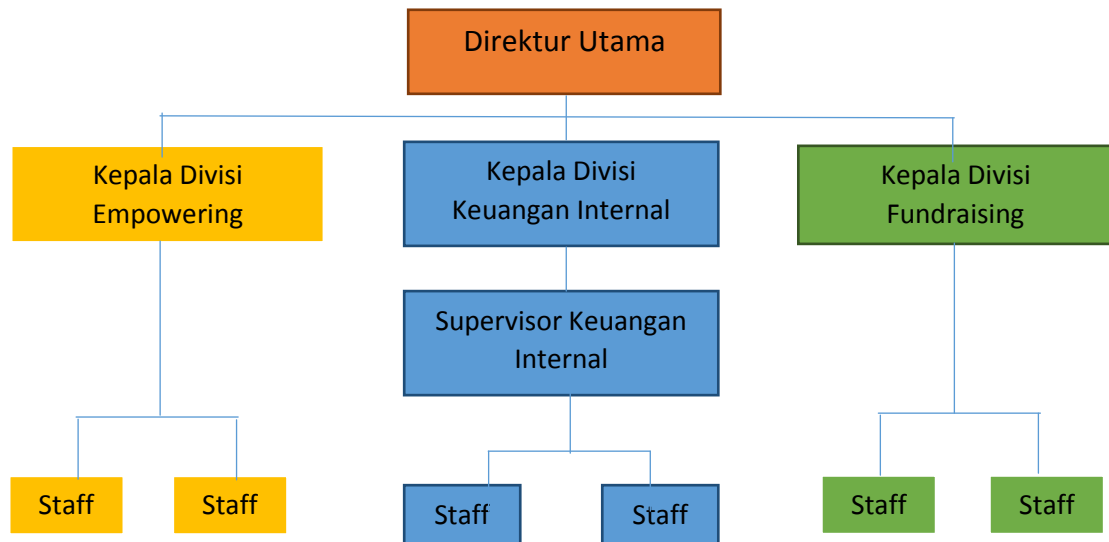 Direktur Utama
Kepala Divisi
Empowering
Kepala Divisi
Keuangan Internal
Kepala Divisi
Fundraising
Supervisor Keuangan
Internal
Staff
Staff
Staff
Staff
Staff
Staff